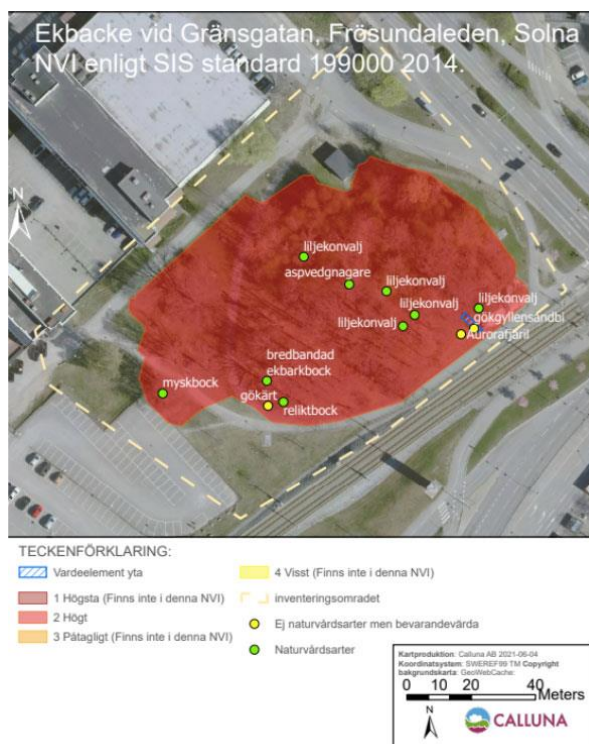 Ekbacke vid Gränsgatan, Frösundaleden, Solna
NVI enligt SIS standard 199000 2014.
N
liljekonvalj
aspvedgnagare
liljekonvalj
liljekonvalj
liljekonvalj
liljekonvalj
gökgyllensandbi
Aurorafjäril
bredbandad
ekbarkbock
myskbock
gökärt
reliktbock
TECKENFÖRKLARING:
Vardeelement yta
1 Högsta (Finns inte i denna NVI)
2 Högt
3 Påtagligt (Finns inte i denna NVI)
4 Visst (Finns inte i denna NVI)
inventeringsområdet
Ej naturvårdsarter men bevarandevärda
Naturvårdsarter
Kartproduktion: Calluna AB 2021-06-04
Koordinatsystem: SWEREF99 TM Copyright
bakgrundskarta: GeoWebCache:
0 10 20 40
Meters
N
CALLUNA